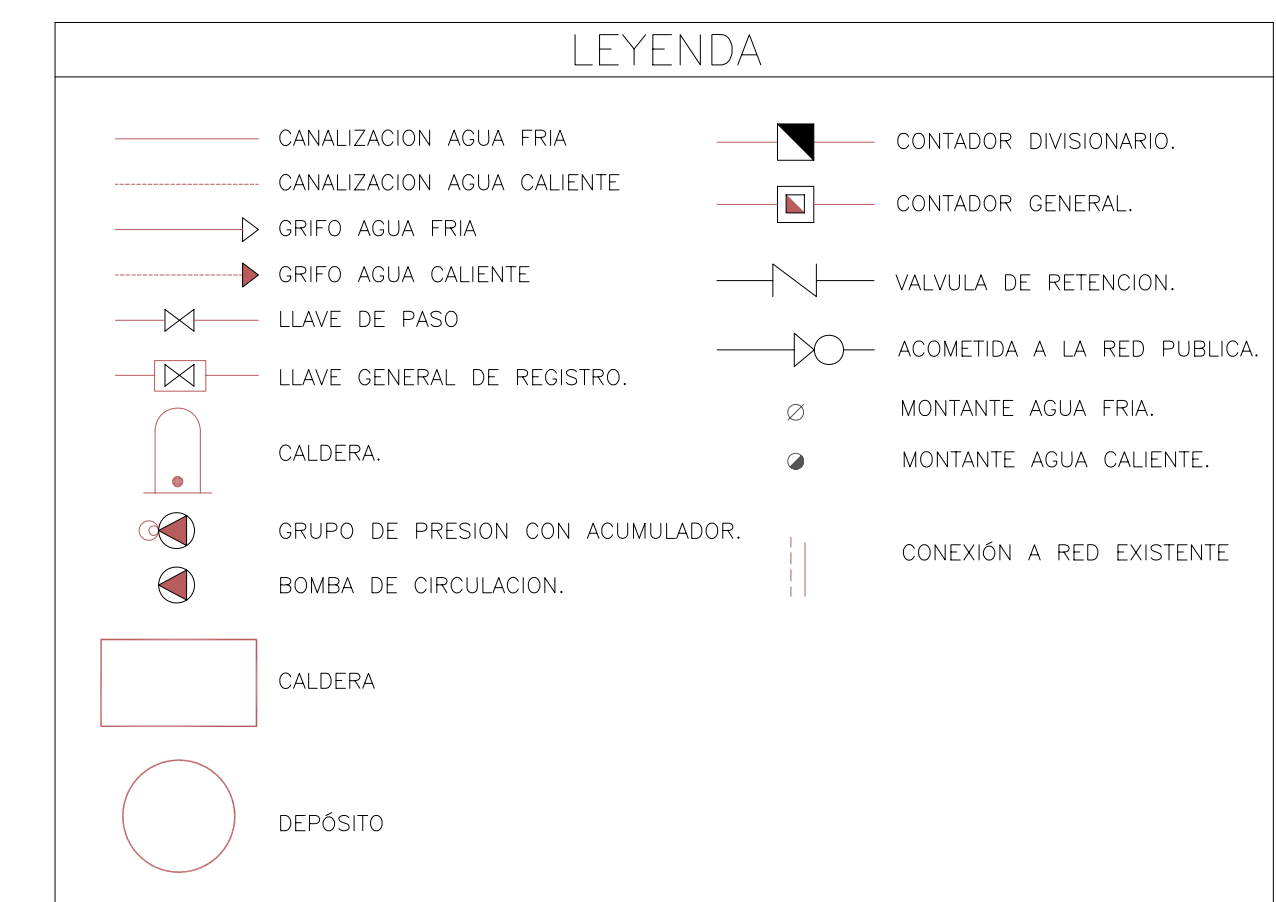 LEYENDA
CANALIZACION AGUA FRIA
CANALIZACION AGUA CALIENTE
GRIFO AGUA FRIA
GRIFO AGUA CALIENTE
LLAVE DE PASO
LLAVE GENERAL DE REGISTRO.
CALDERA.
GRUPO DE PRESION CON ACUMULADOR.
BOMBA DE CIRCULACION.
CALDERA
DEPÓSITO
CONTADOR DIVISIONARIO.
CONTADOR GENERAL.
VALVULA DE RETENCION.
ACOMETIDA A LA RED PUBLICA.
MONTANTE AGUA FRIA.
MONTANTE AGUA CALIENTE.
CONEXIÓN A RED EXISTENTE